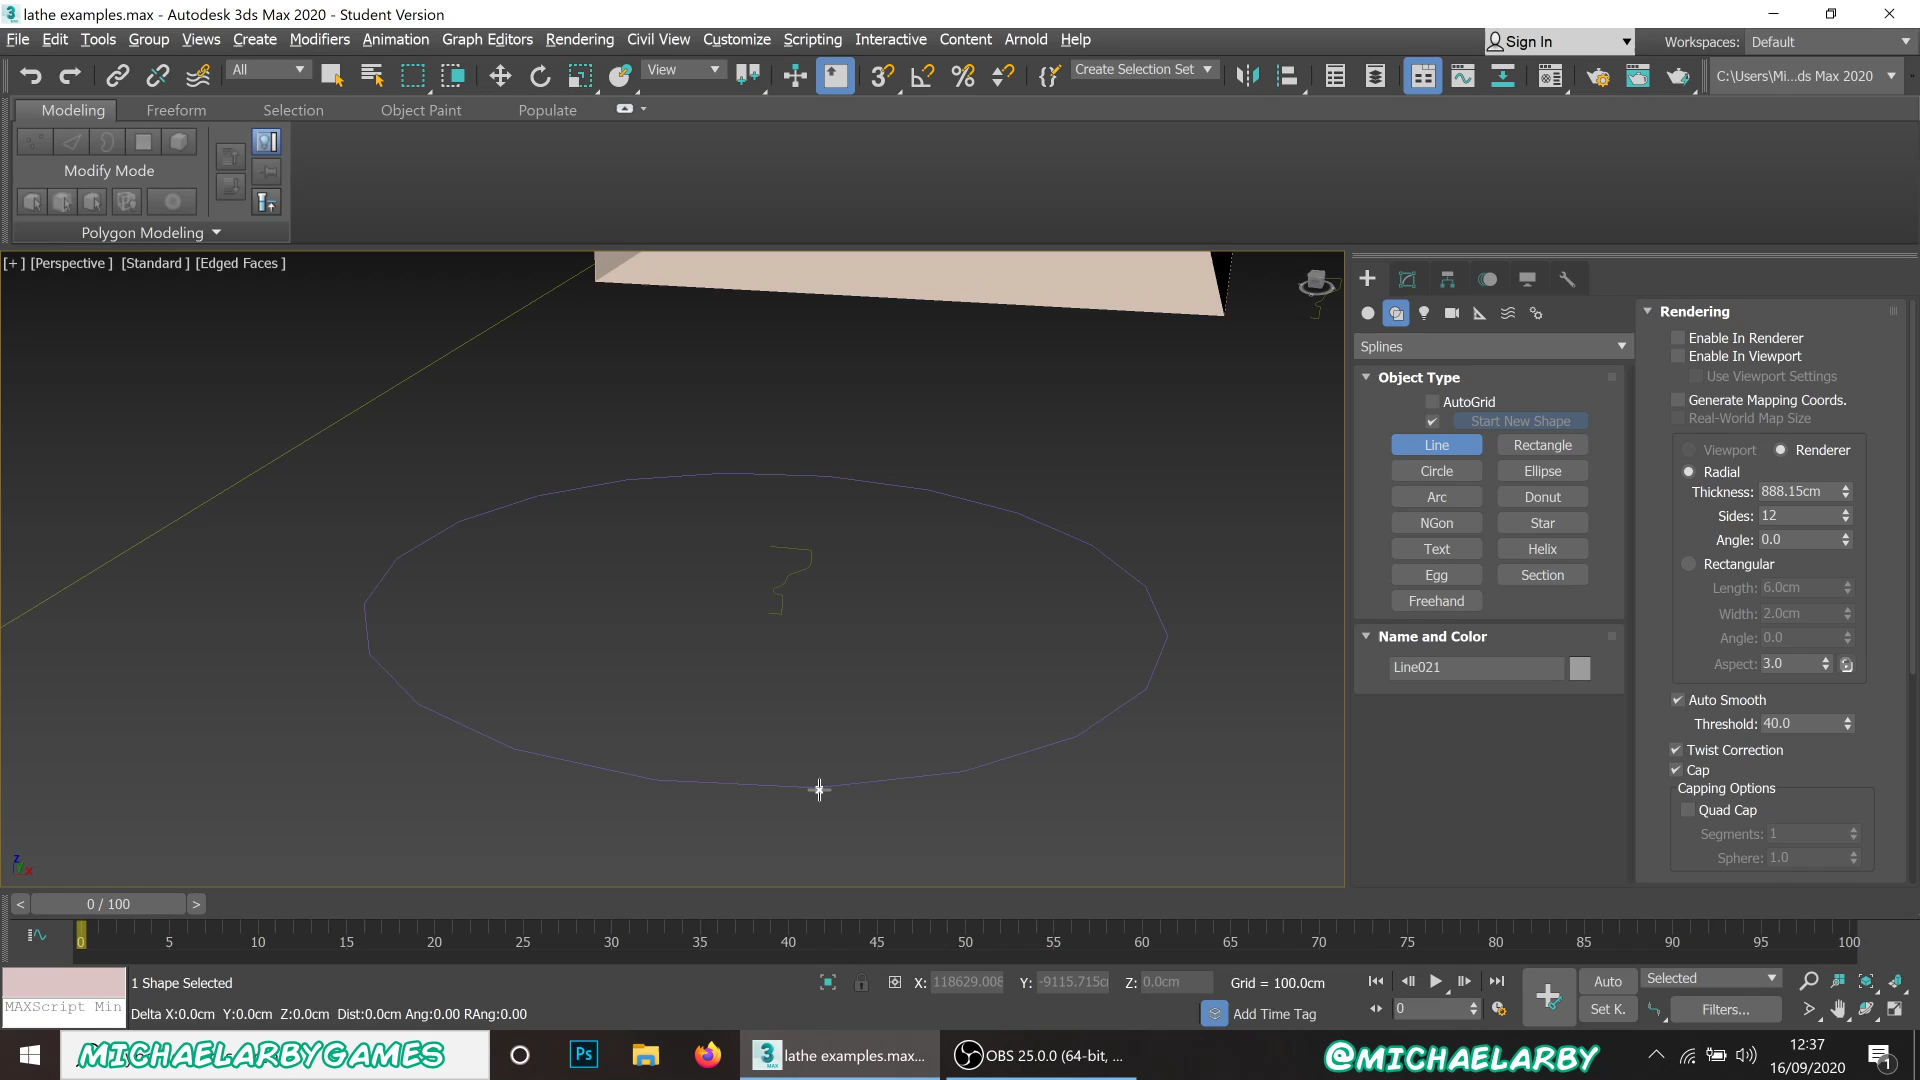 lathe examples.max - Autodesk 3ds Max 2020 - Student Version
File Edit Tools Group Views Create Modifiers Animation Graph Editors Rendering Civil View Customize Scripting Interactive Content Arnold Help
Sign In
Workspaces: Default
All
View
Create Selection Set
C:\Users\Mi...ds Max 2020
Modeling Freeform Selection Object Paint Populate
Modify Mode
Polygon Modeling
[+] [Perspective] [Standard] [Edged Faces]
Splines
Object Type
AutoGrid
Start New Shape
Line Rectangle
Circle Ellipse
Arc Donut
NGon Star
Text Helix
Egg Section
Freehand
Name and Color
Line021
Rendering
Enable In Renderer
Enable In Viewport
Use Viewport Settings
Generate Mapping Coords.
Real-World Map Size
Viewport Renderer
Radial
Thickness: 888.15cm
Sides: 12
Angle: 0.0
Rectangular
Length: 6.0cm
Width: 2.0cm
Angle: 0.0
Aspect: 3.0
Auto Smooth
Threshold: 40.0
Twist Correction
Cap
Capping Options
Quad Cap
Segments: 1
Sphere: 1.0
z
x
< 0 / 100 >
0 5 10 15 20 25 30 35 40 45 50 55 60 65 70 75 80 85 90 95 100
1 Shape Selected
X: 118629.008 Y: -9115.715c Z: 0.0cm Grid = 100.0cm
Auto Selected
MAXScript Min
Delta X:0.0cm Y:0.0cm Z:0.0cm Dist:0.0cm Ang:0.00 RAng:0.00
Add Time Tag
0
Set K. Filters...
MICHAELARBYGAMES
Ps
3
MAX
lathe examples.max...
OBS 25.0.0 (64-bit, ...
@MICHAELARBY
12:37
16/09/2020
1